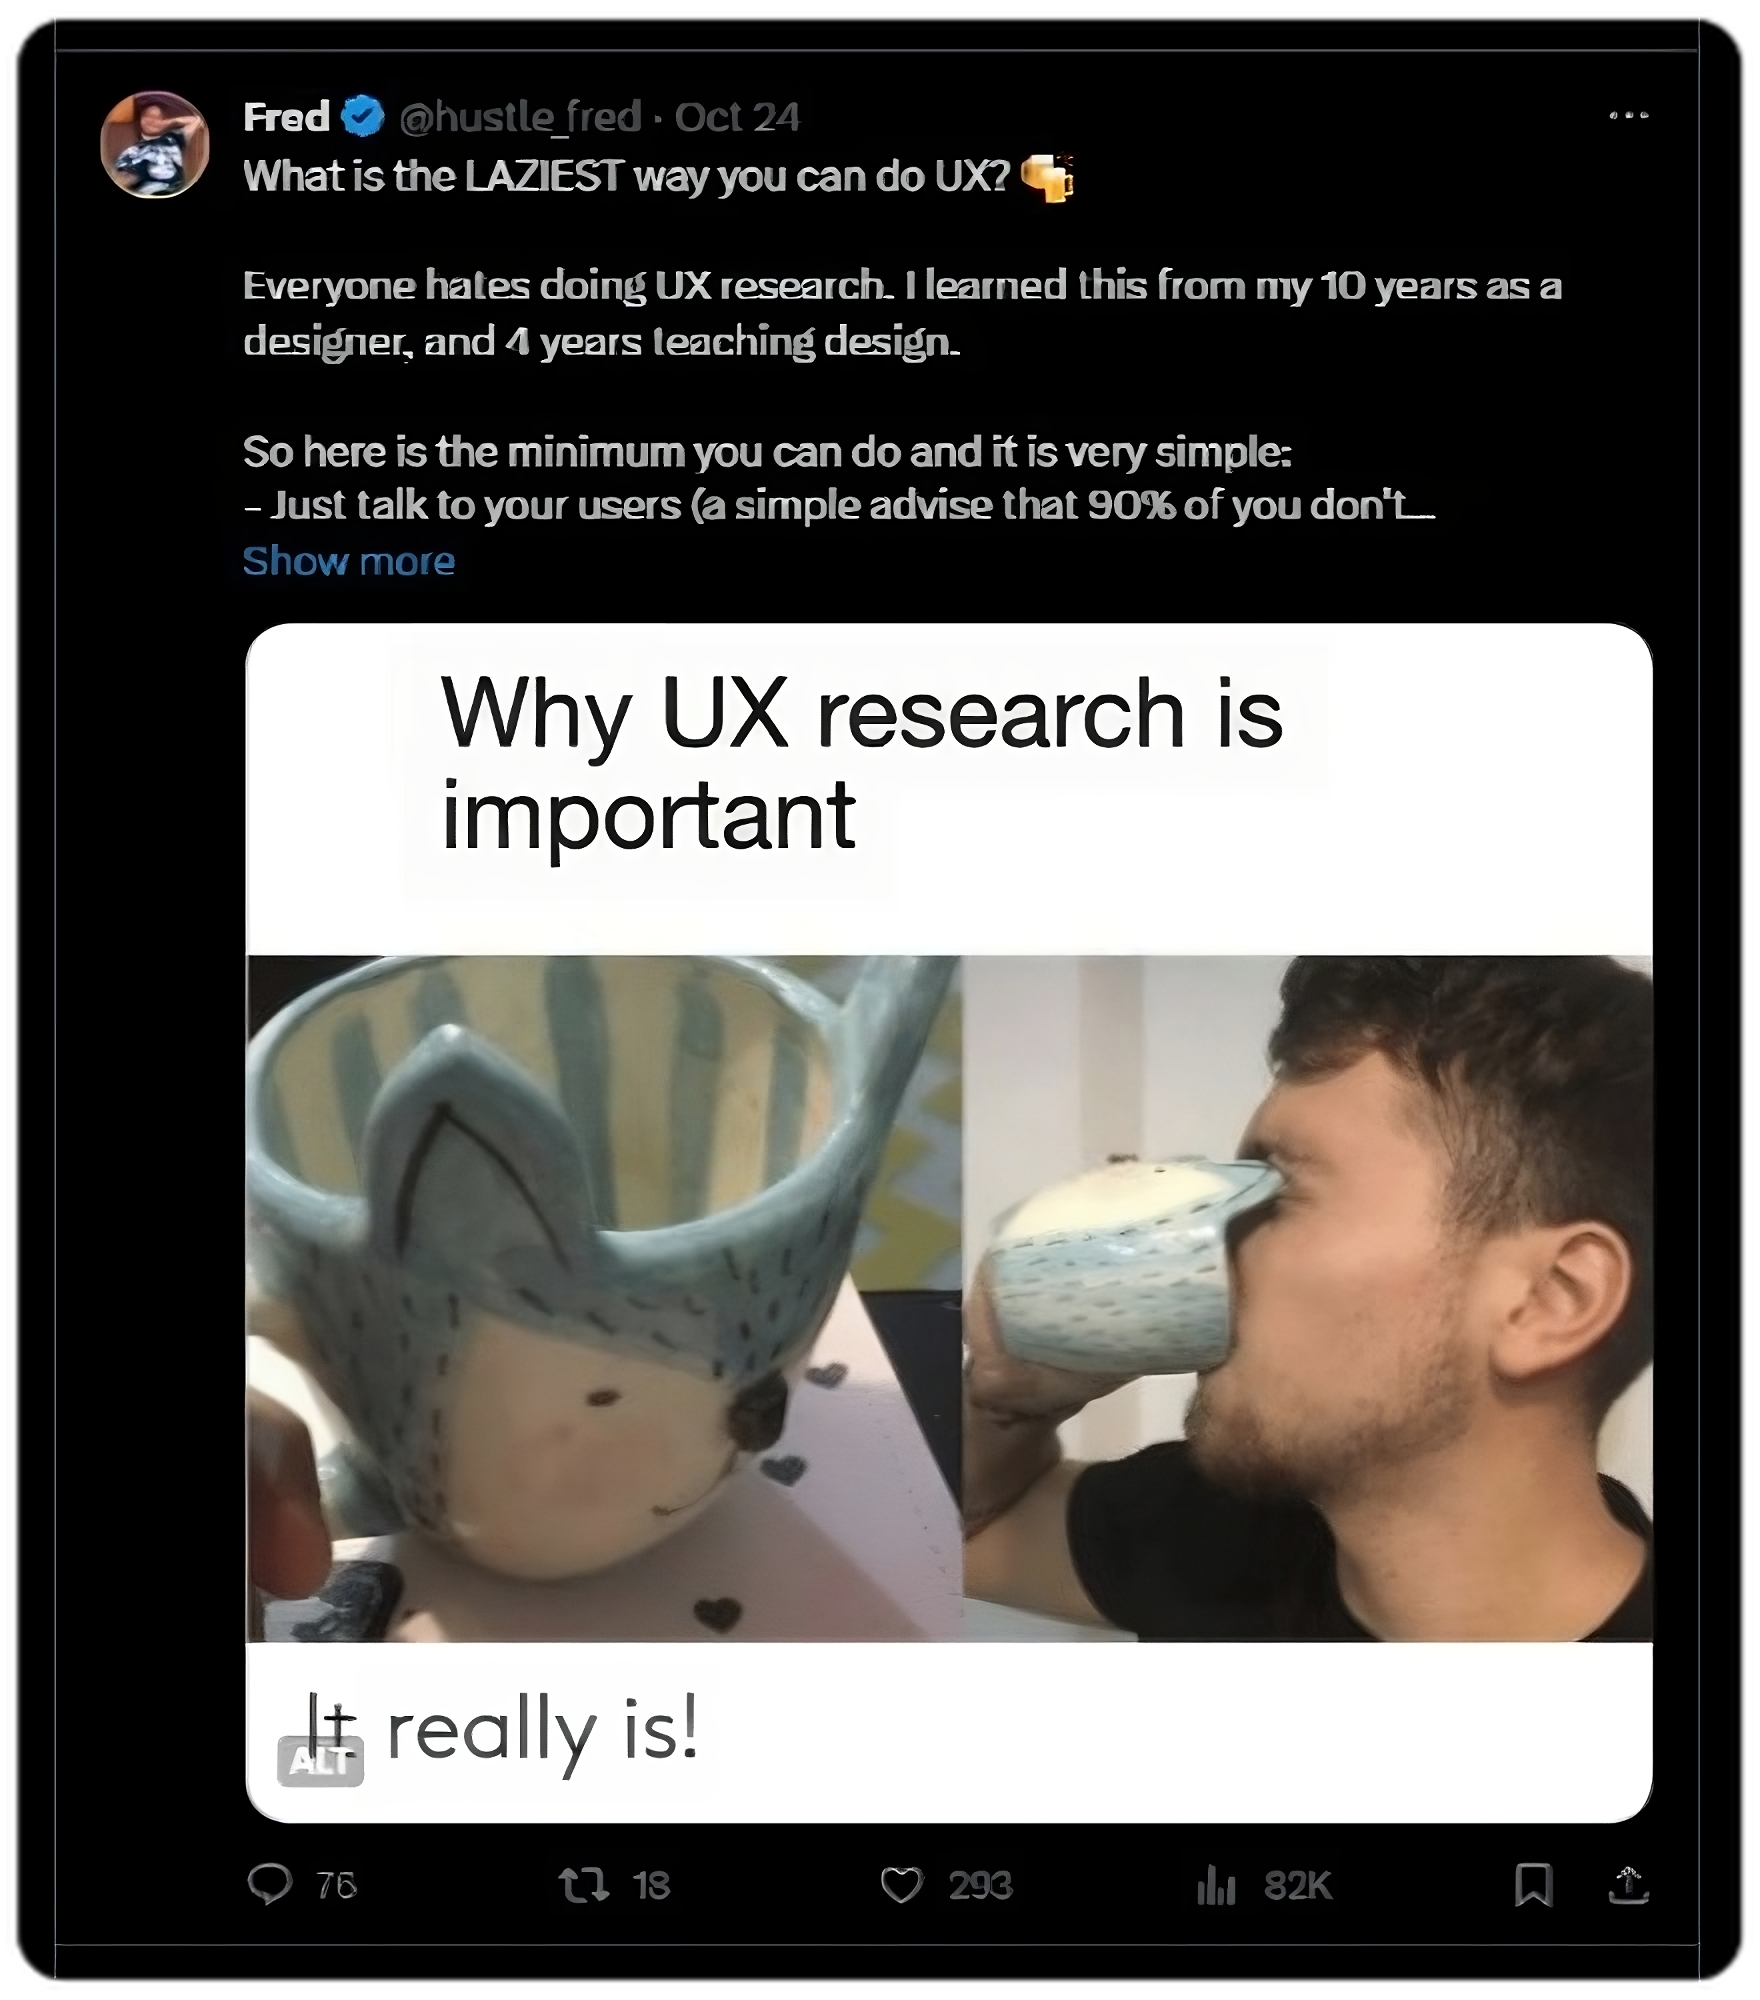 Fred @hustle_fred · Oct 24
What is the LAZIEST way you can do UX?
Everyone hates doing UX research. I learned this from my 10 years as a
designer, and 4 years teaching design.
So here is the minimum you can do and it is very simple:
- Just talk to your users (a simple advise that 90% of you don't...
Show more
Why UX research is
important
It really is!
ALT
76 18 293 82K